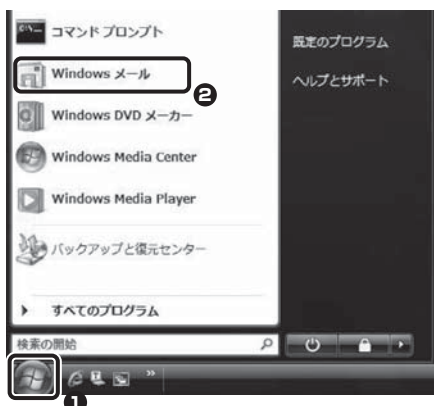 コマンド プロンプト
Windows メール
❷
Windows DVD メーカー
Windows Media Center
Windows Media Player
バックアップと復元センター
すべてのプログラム
検索の開始
既定のプログラム
ヘルプとサポート
❶